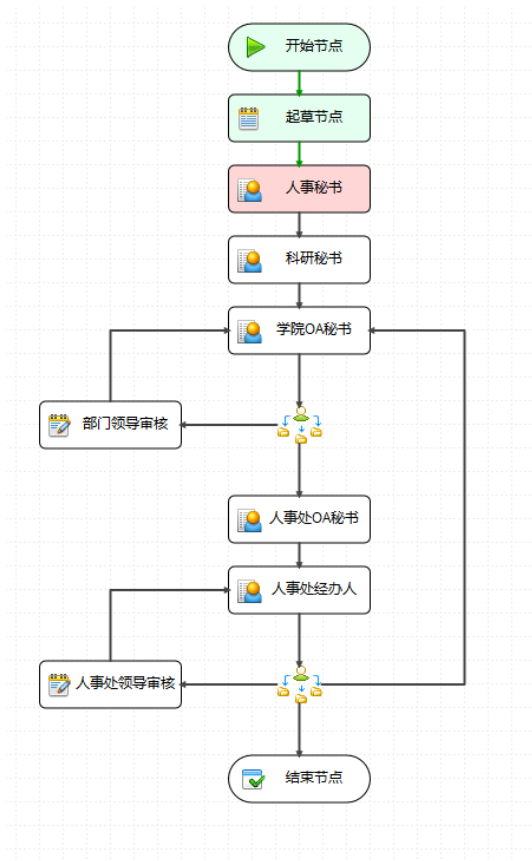 开始节点
起草节点
人事秘书
科研秘书
学院OA秘书
部门领导审核
人事处OA秘书
人事处经办人
人事处领导审核
结束节点